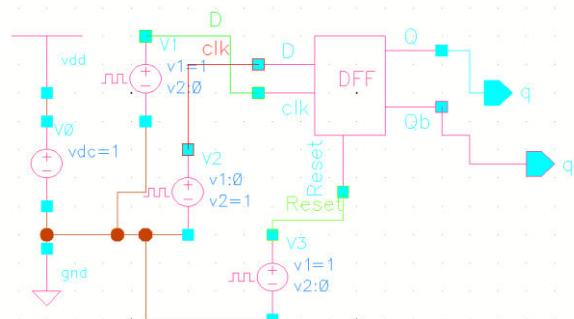 D
vdd
V1
v1=1
v2:0
clk
D
DFF
Q
q
clk
Qb
V0
vdc=1
V2
v1:0
v2=1
Reset
q
Reset
V3
v1=1
v2:0
gnd